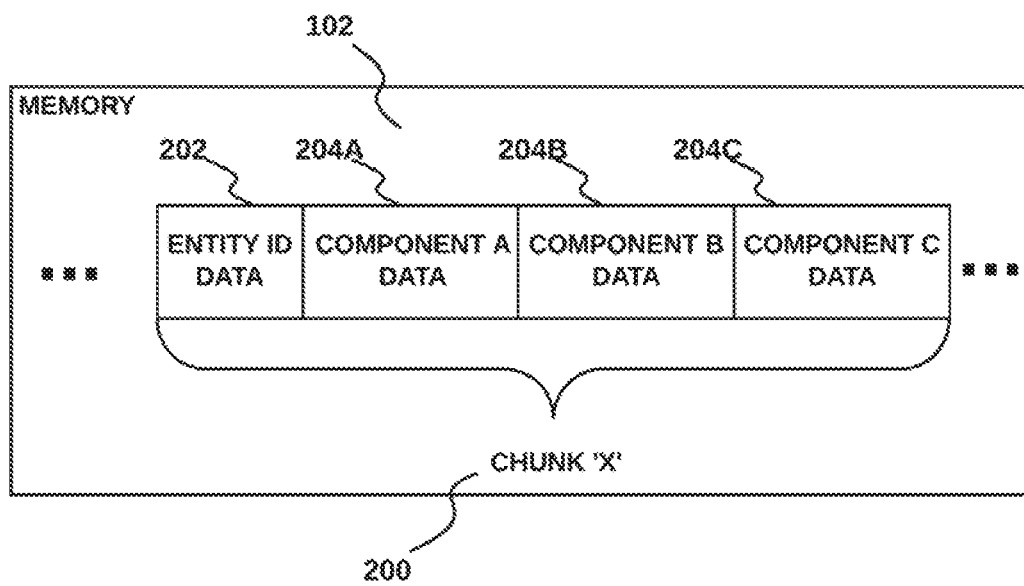 102
MEMORY
202 204A 204B 204C
ENTITY ID COMPONENT A COMPONENT B COMPONENT C
DATA DATA DATA DATA
CHUNK 'X'
200